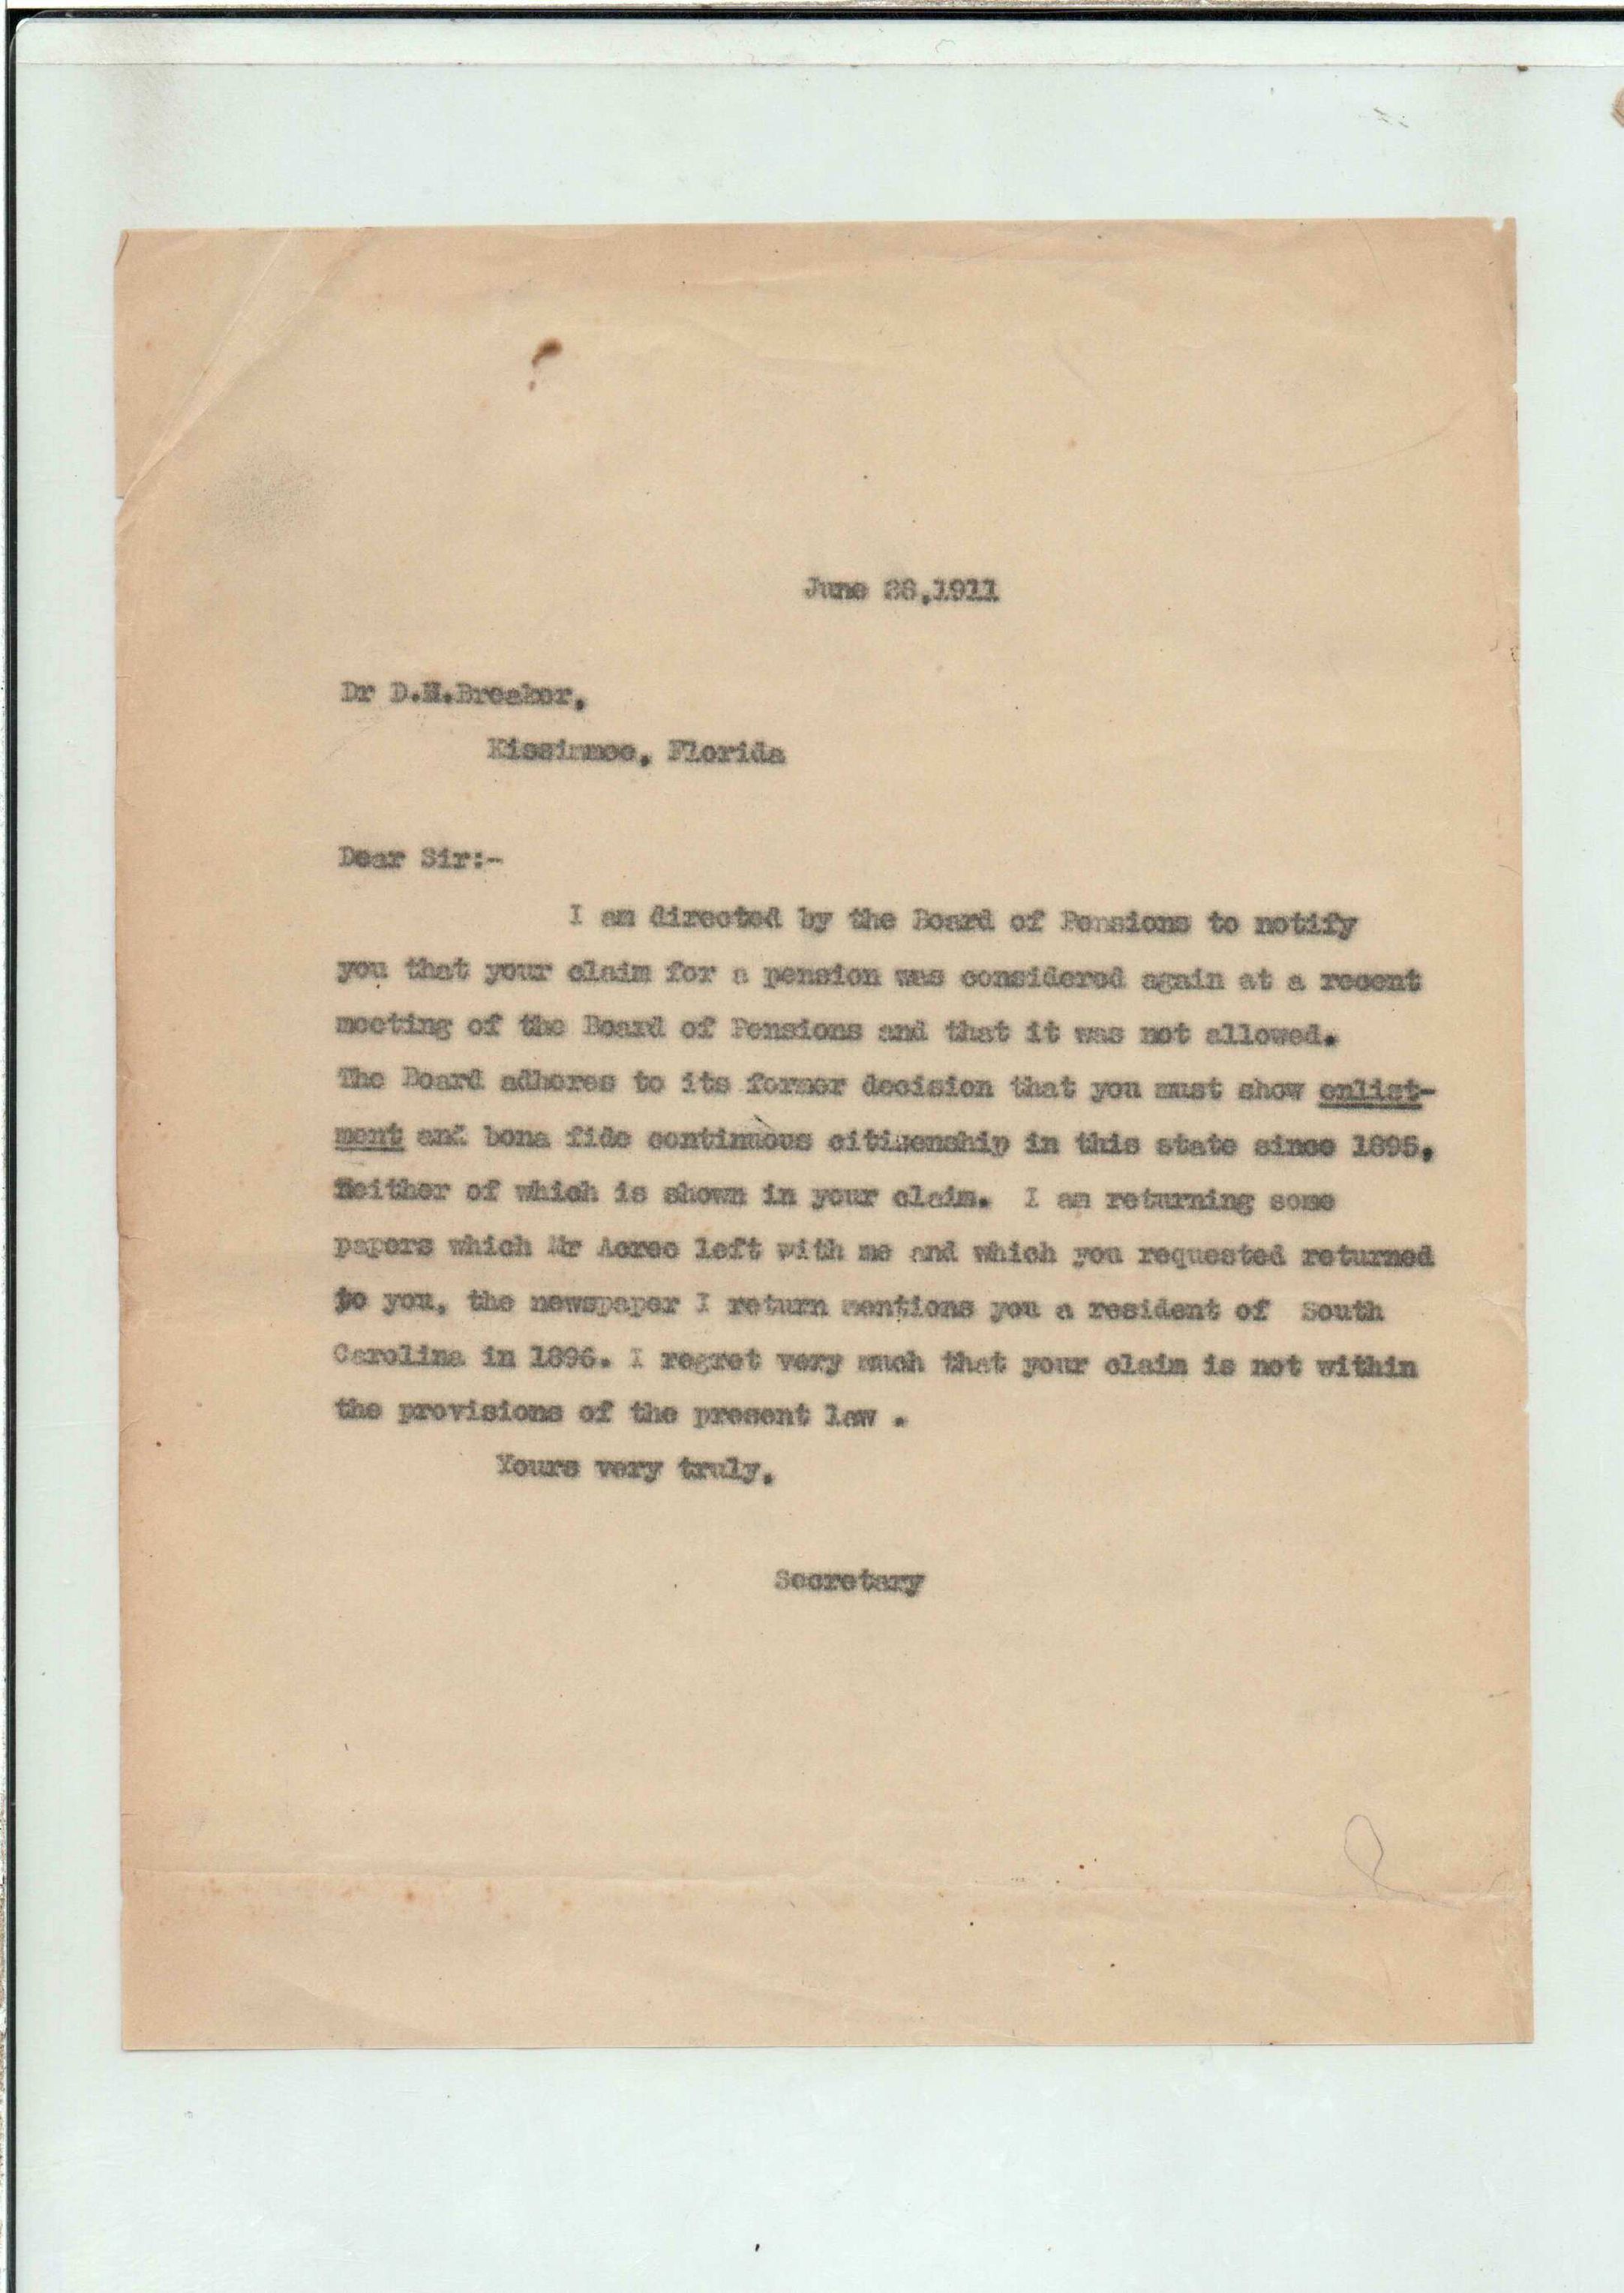 June 28,1911
Dr D.H.Breaker,
Kissimmee, Florida
Dear Sir:-
I am directed by the Board of Pensions to notify
you that your claim for a pension was considered again at a recent
meeting of the Board of Pensions and that it was not allowed.
The Board adheres to its former decision that you must show enlist-
ment and bona fide continuous citizenship in this state since 1895,
Neither of which is shown in your claim. I am returning some
papers which Mr Acree left with me and which you requested returned
to you, the newspaper I return mentions you a resident of South
Carolina in 1896. I regret very much that your claim is not within
the provisions of the present law .
Yours very truly,
Secretary